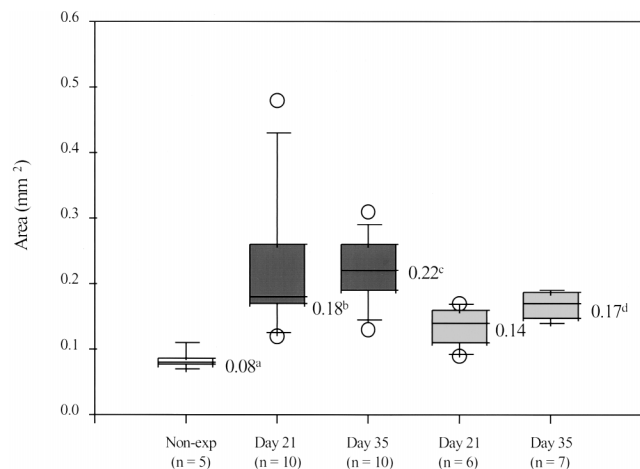 0.6
0.5
0.4
0.3
0.2
0.1
0.0
Area (mm ²)
0.08ᵃ
0.18ᵇ
0.22ᶜ
0.14
0.17ᵈ
Non-exp Day 21 Day 35 Day 21 Day 35
(n = 5) (n = 10) (n = 10) (n = 6) (n = 7)